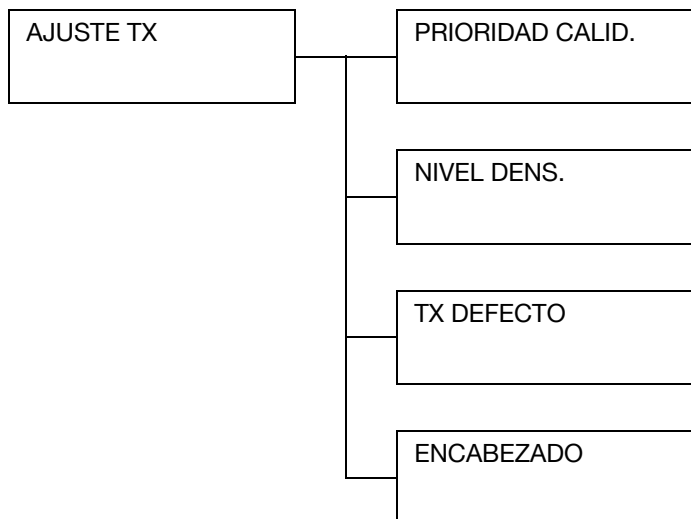 AJUSTE TX
PRIORIDAD CALID.
NIVEL DENS.
TX DEFECTO
ENCABEZADO